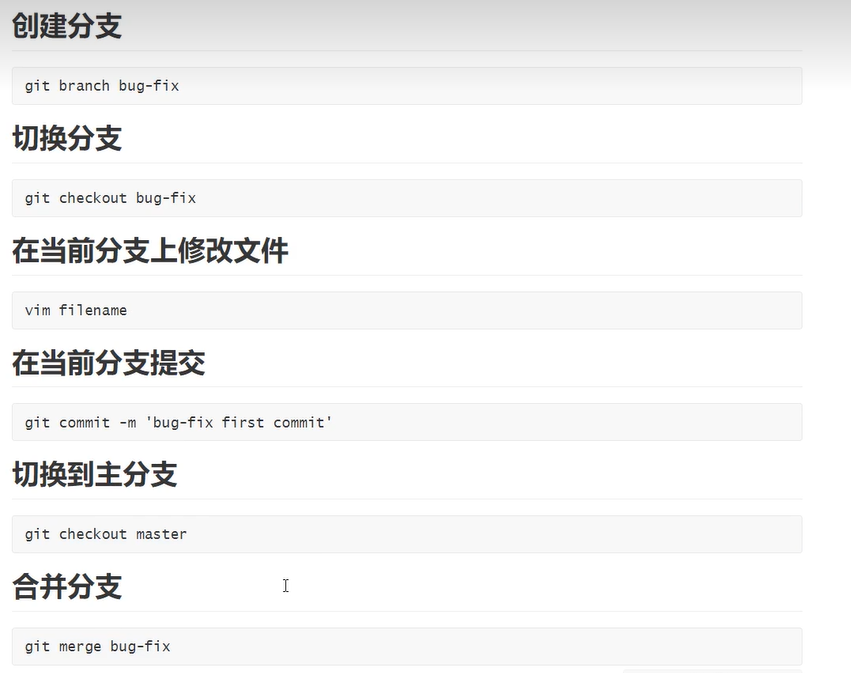 创建分支
git branch bug-fix
切换分支
git checkout bug-fix
在当前分支上修改文件
vim filename
在当前分支提交
git commit -m 'bug-fix first commit'
切换到主分支
git checkout master
合并分支
git merge bug-fix